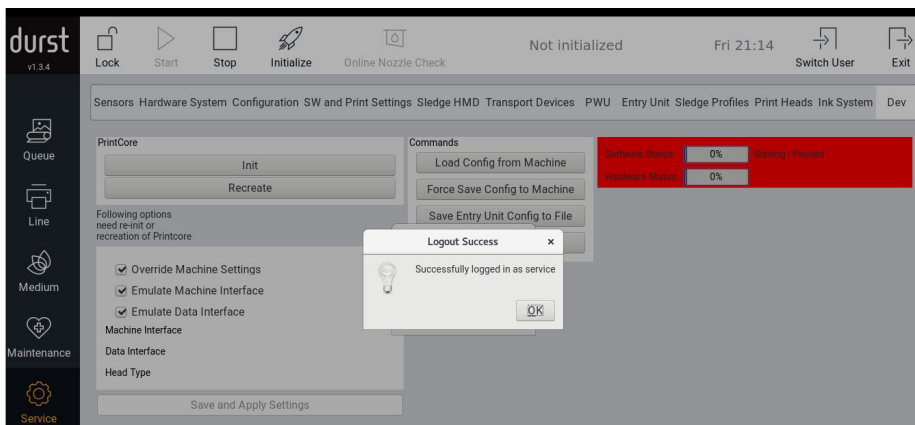 durst
v1.3.4
Lock
Start
Stop
Initialize
Online Nozzle Check
Not initialized
Fri 21:14
Switch User
Exit
Sensors Hardware System Configuration SW and Print Settings Sledge HMD Transport Devices PWU Entry Unit Sledge Profiles Print Heads Ink System Dev
Queue
Line
Medium
Maintenance
Service
PrintCore
Init
Recreate
Following options
need re-init or
recreation of Printcore
Override Machine Settings
Emulate Machine Interface
Emulate Data Interface
Machine Interface
Data Interface
Head Type
Save and Apply Settings
Commands
Load Config from Machine
Force Save Config to Machine
Save Entry Unit Config to File
Software Status: 0% Waiting | Paused
Hardware Status: 0%
Logout Success ×
Successfully logged in as service
OK